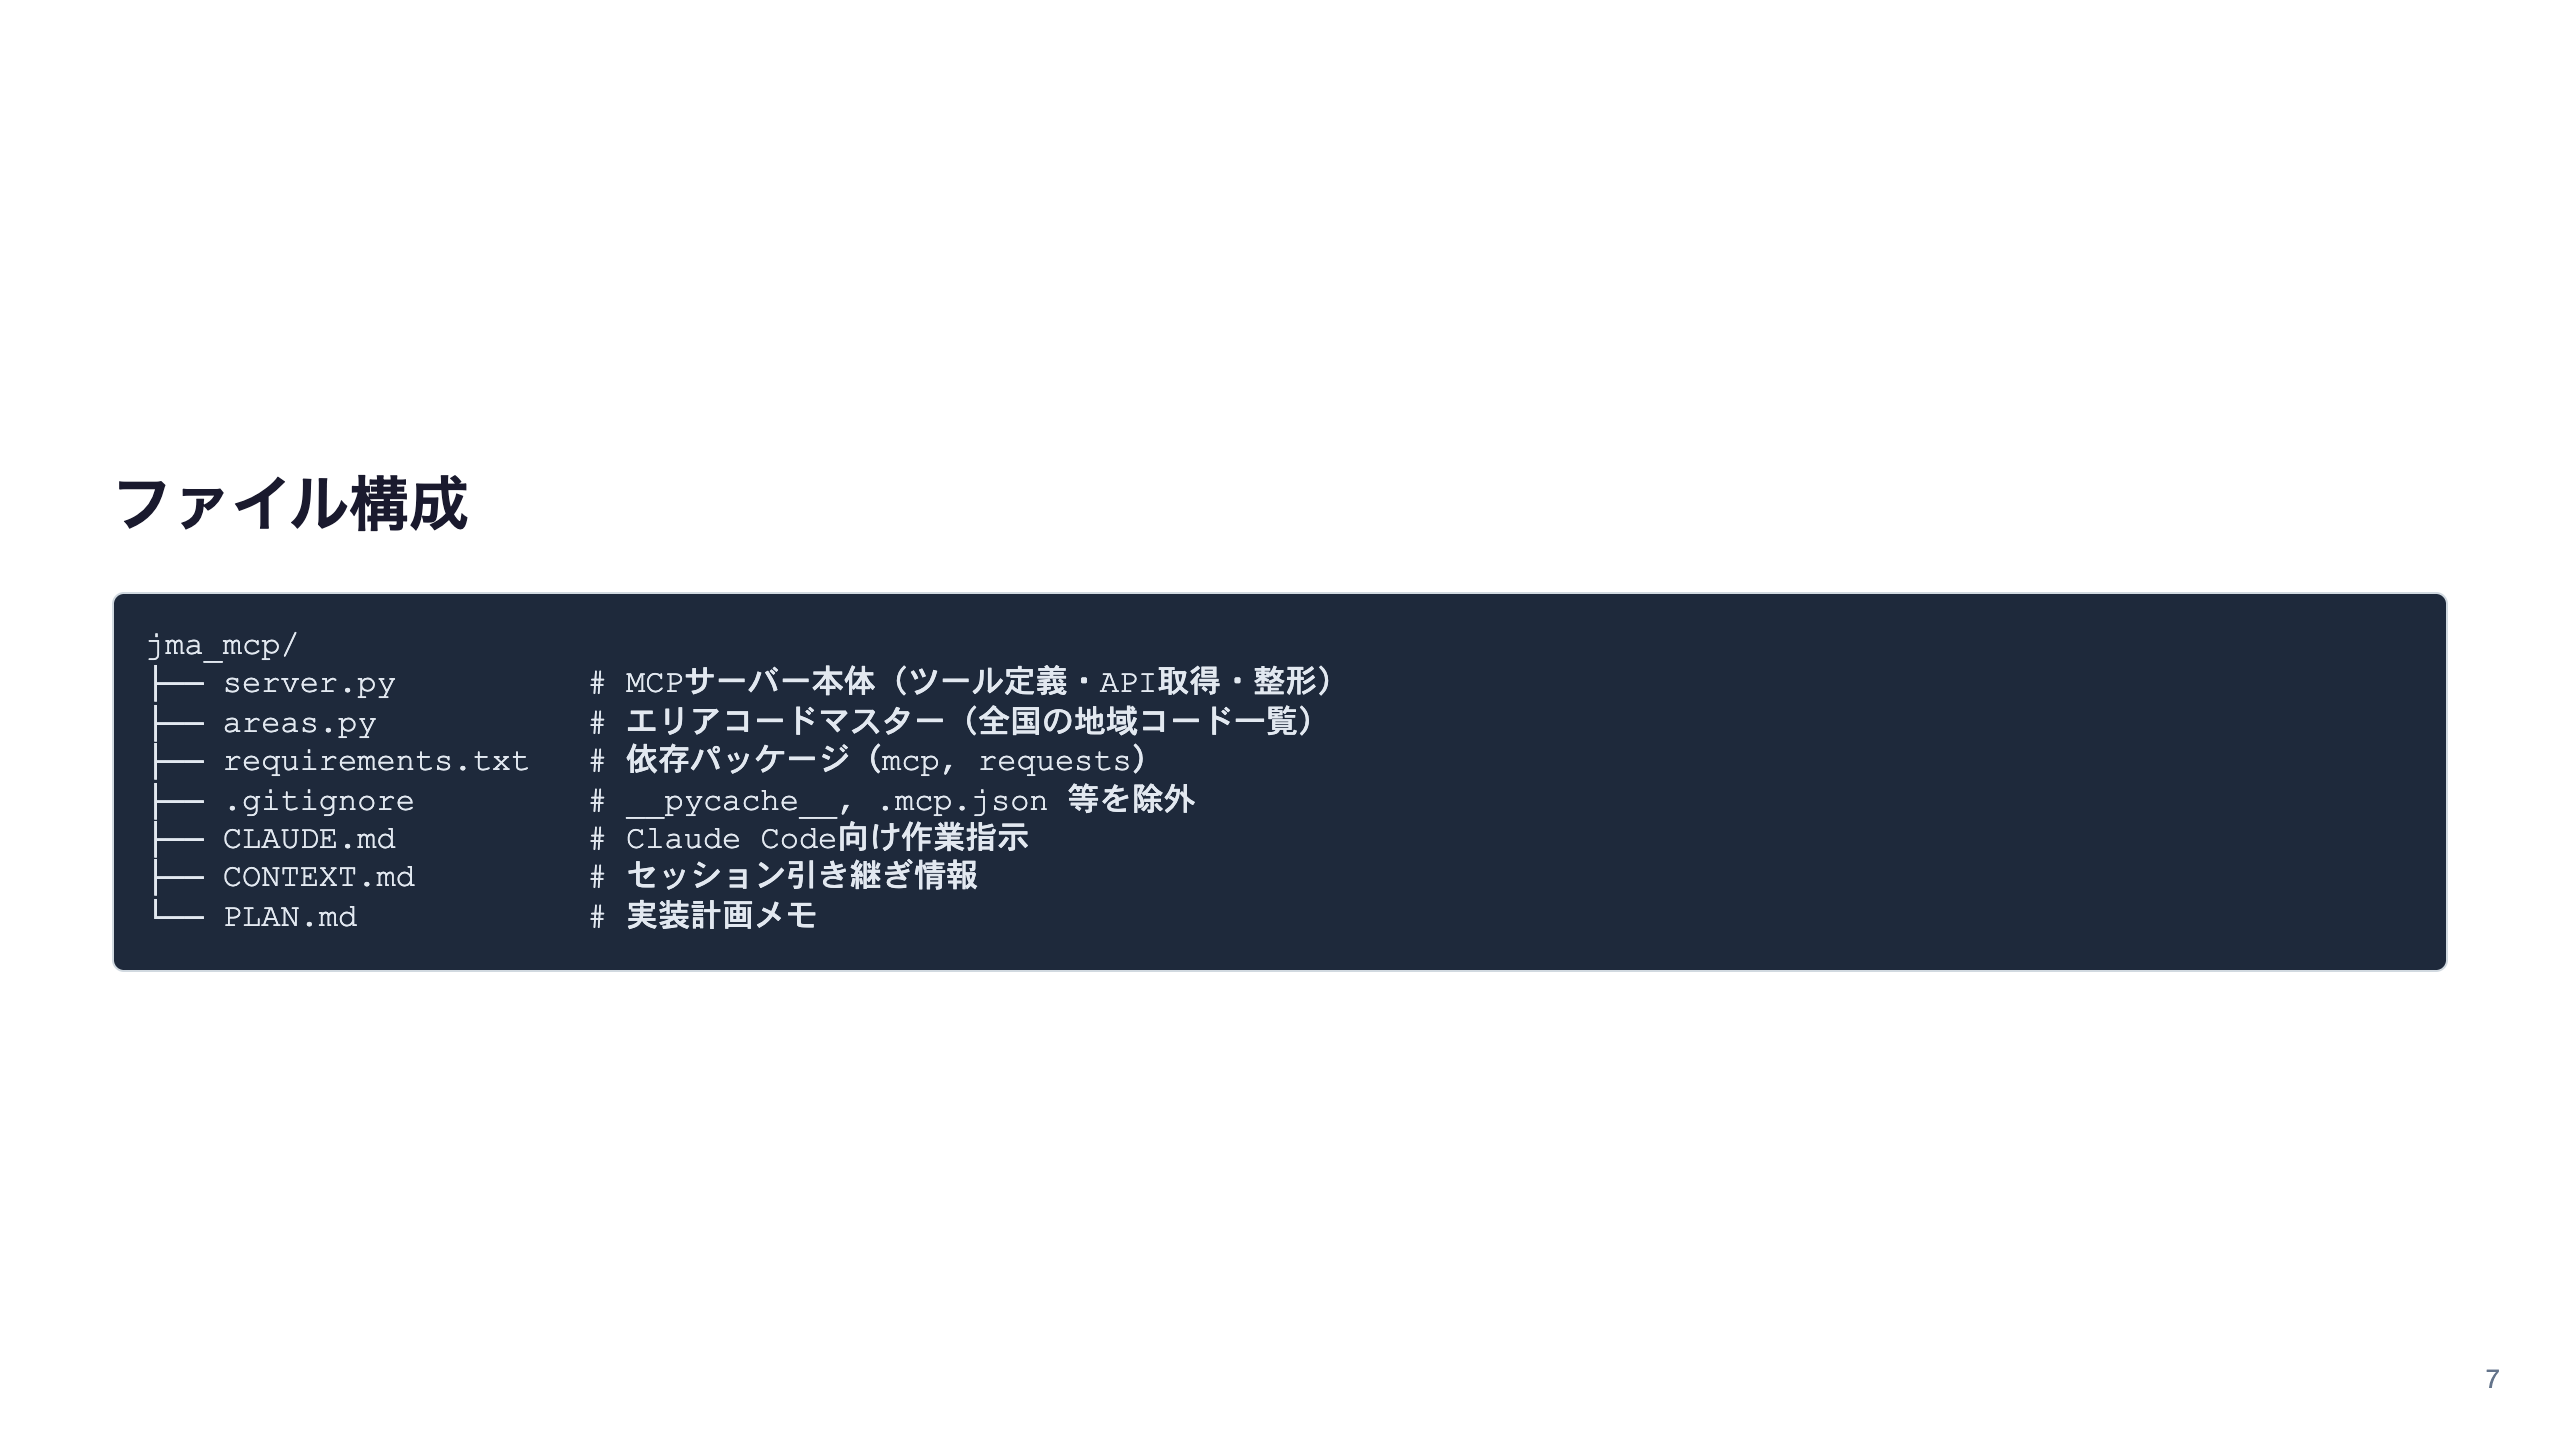 ファイル構成
jma_mcp/
├── server.py          # MCPサーバー本体（ツール定義・API取得・整形）
├── areas.py           # エリアコードマスター（全国の地域コード一覧）
├── requirements.txt   # 依存パッケージ（mcp, requests）
├── .gitignore         # __pycache__, .mcp.json 等を除外
├── CLAUDE.md          # Claude Code向け作業指示
├── CONTEXT.md         # セッション引き継ぎ情報
└── PLAN.md            # 実装計画メモ
7